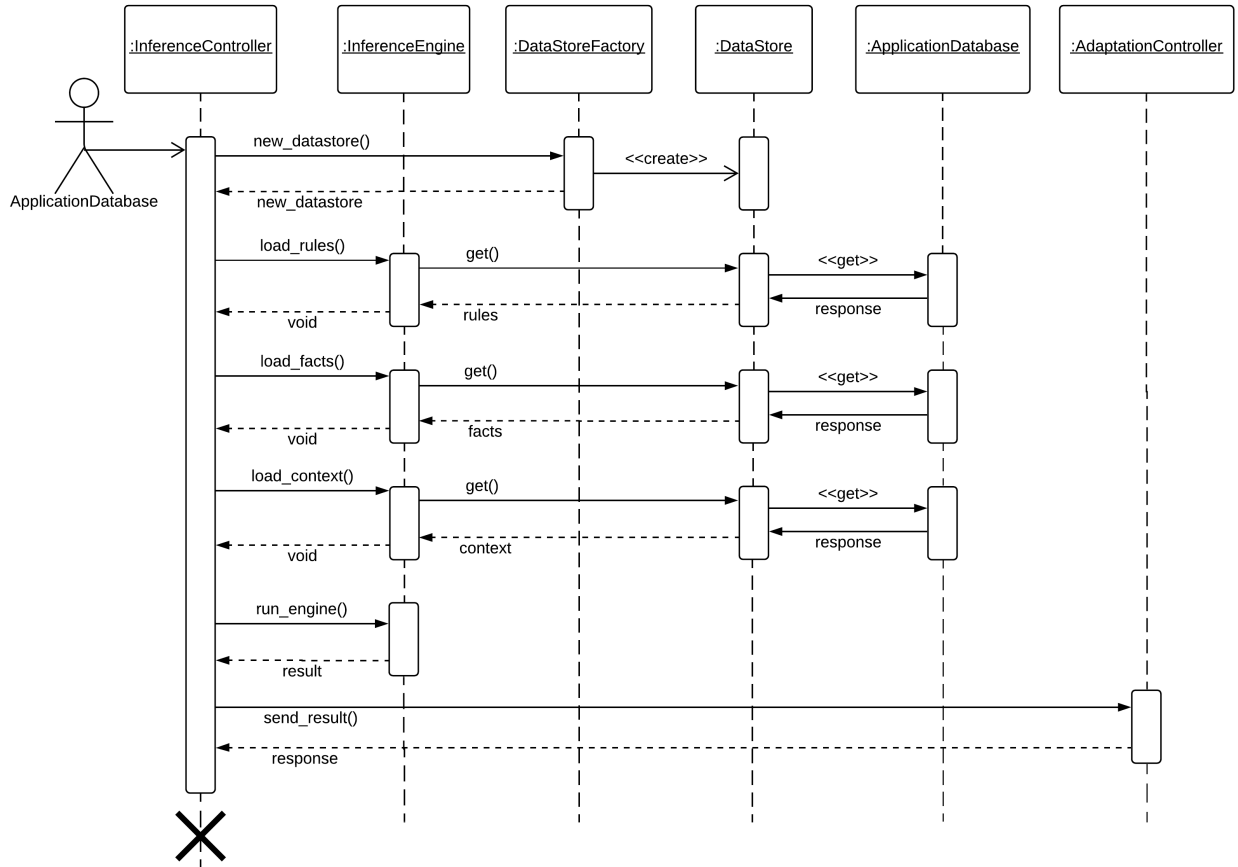 :InferenceController
:InferenceEngine
:DataStoreFactory
:DataStore
:ApplicationDatabase
:AdaptationController
ApplicationDatabase
new_datastore()
<<create>>
new_datastore
load_rules()
get()
<<get>>
response
rules
void
load_facts()
get()
<<get>>
response
facts
void
load_context()
get()
<<get>>
response
context
void
run_engine()
result
send_result()
response